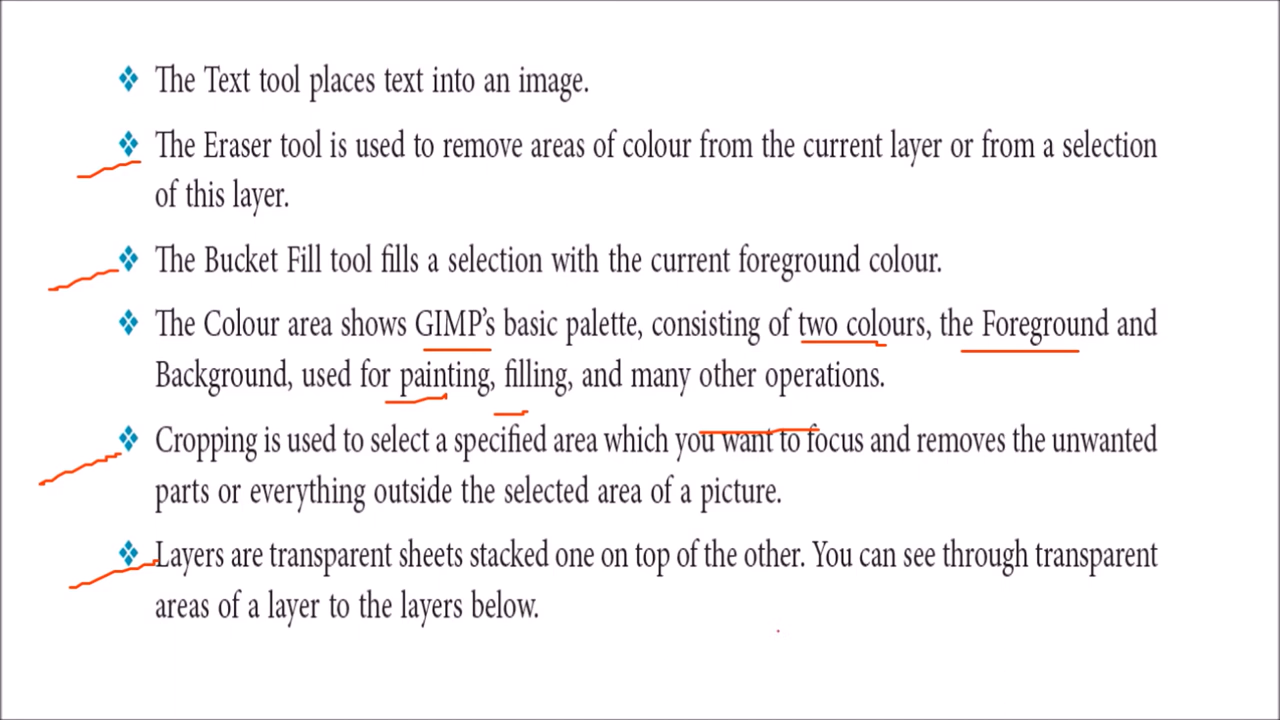 The Text tool places text into an image.
The Eraser tool is used to remove areas of colour from the current layer or from a selection
of this layer.
The Bucket Fill tool fills a selection with the current foreground colour.
The Colour area shows GIMP's basic palette, consisting of two colours, the Foreground and
Background, used for painting, filling, and many other operations.
Cropping is used to select a specified area which you want to focus and removes the unwanted
parts or everything outside the selected area of a picture.
Layers are transparent sheets stacked one on top of the other. You can see through transparent
areas of a layer to the layers below.